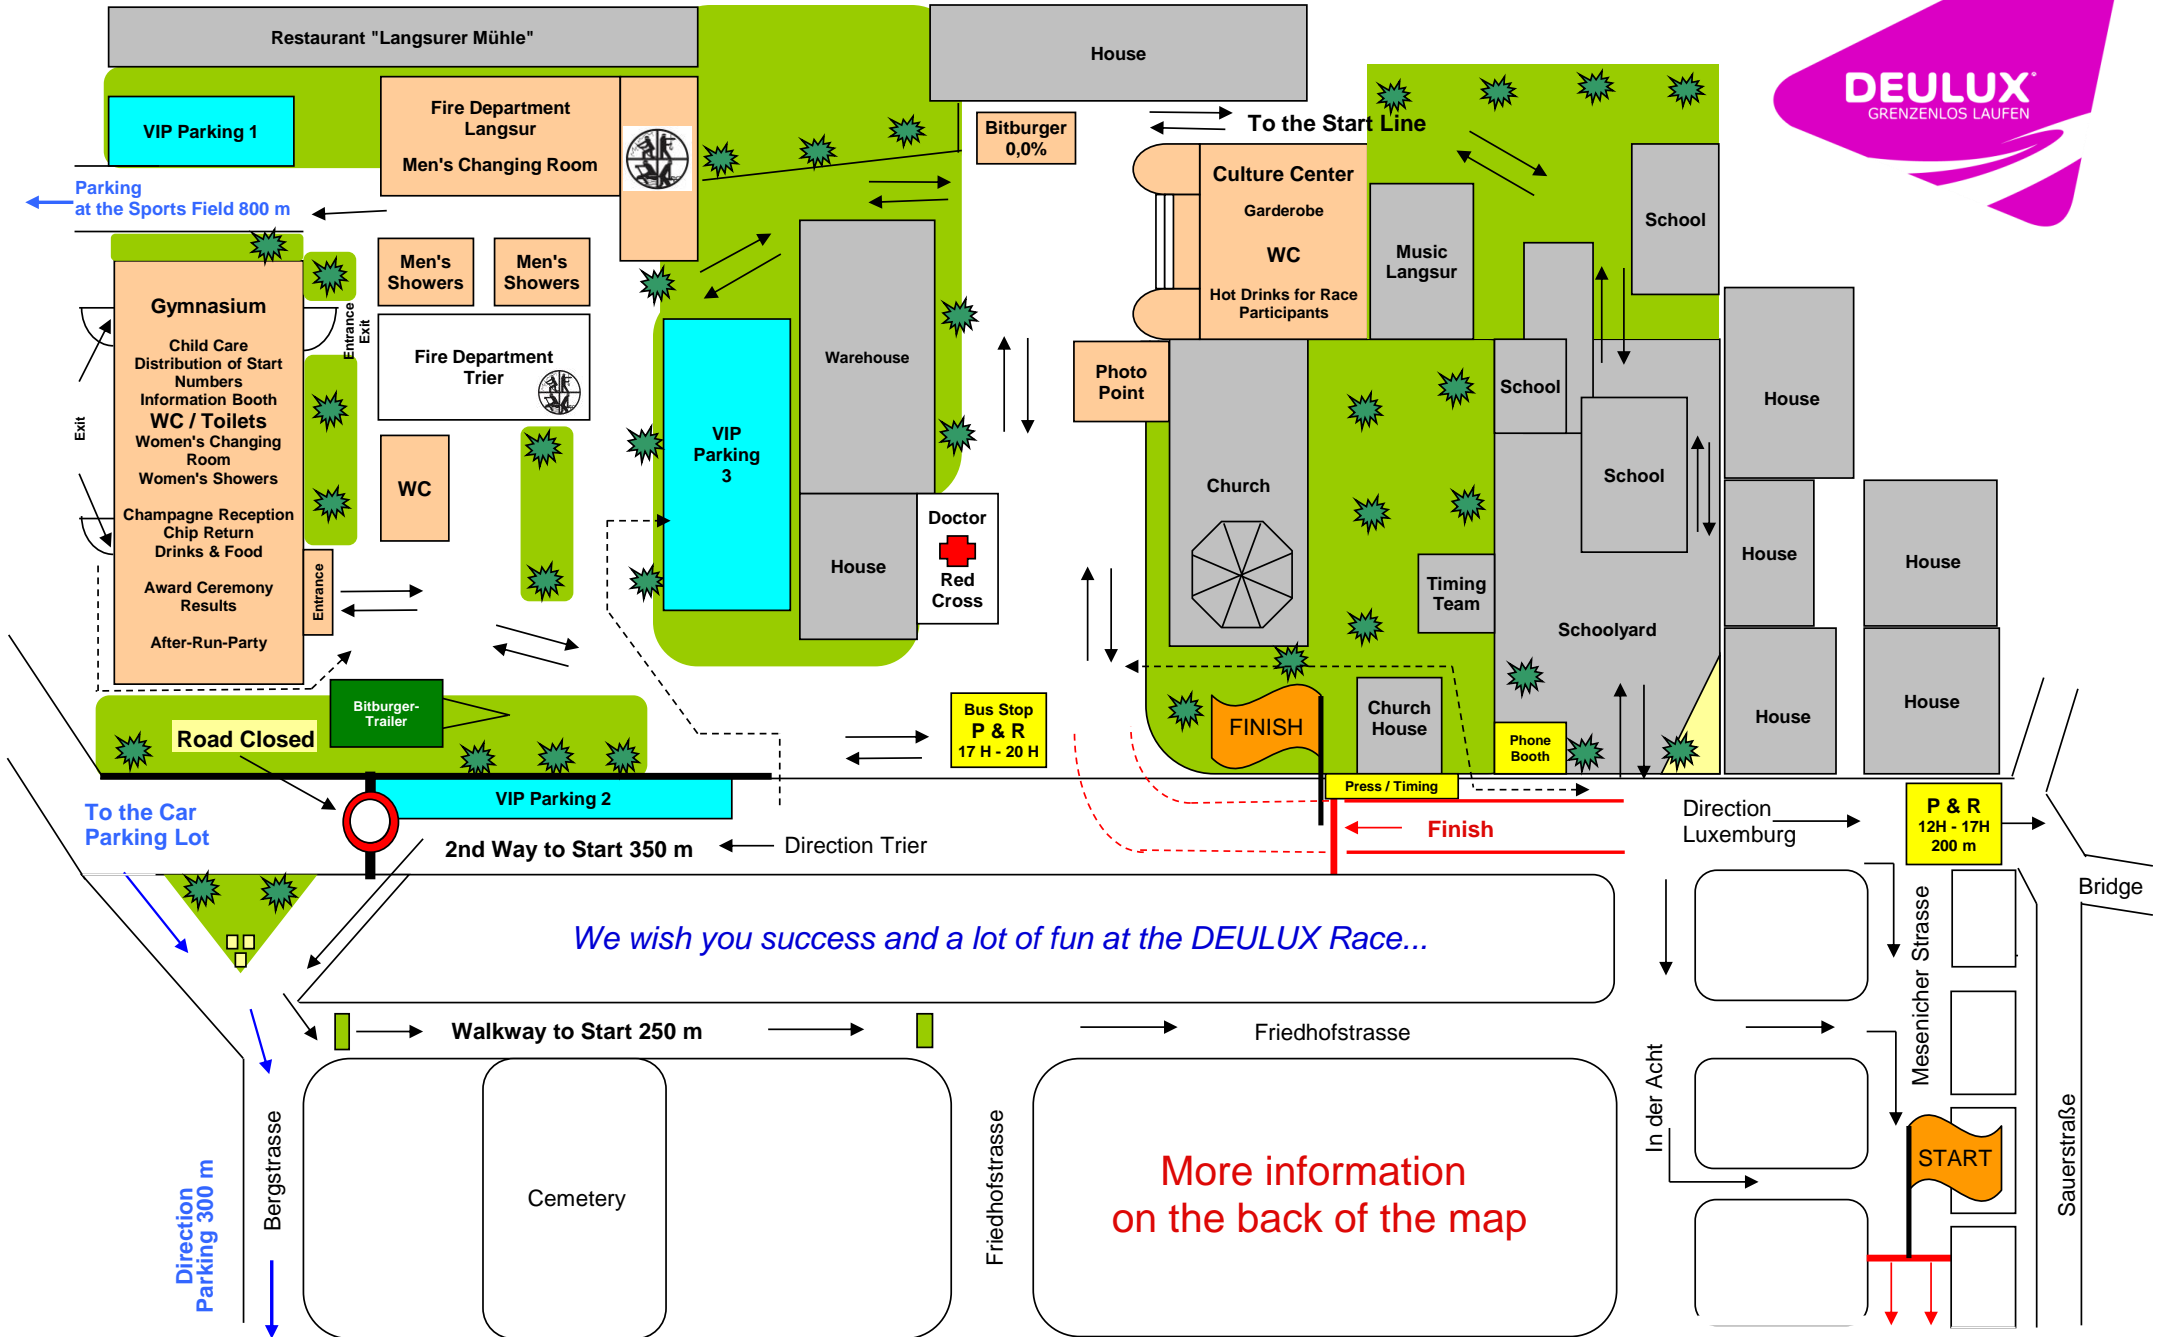 Restaurant "Langsurer Mühle"
House
DEULUX
GRENZENLOS LAUFEN
VIP Parking 1
Fire Department
Langsur
Men's Changing Room
Bitburger
0,0%
To the Start Line
Parking
at the Sports Field 800 m
Culture Center
Garderobe
WC
Hot Drinks for Race
Participants
Music
Langsur
School
Men's
Showers
Men's
Showers
Gymnasium
Child Care
Distribution of Start
Numbers
Information Booth
WC / Toilets
Women's Changing
Room
Women's Showers
Champagne Reception
Chip Return
Drinks & Food
Award Ceremony
Results
After-Run-Party
Entrance
Exit
Exit
Entrance
Fire Department
Trier
WC
VIP
Parking
3
Warehouse
House
Doctor
Red
Cross
Photo
Point
Church
School
School
Timing
Team
Schoolyard
House
House
House
House
House
Bitburger-
Trailer
Road Closed
Bus Stop
P & R
17 H - 20 H
FINISH
Church
House
Phone
Booth
Press / Timing
VIP Parking 2
To the Car
Parking Lot
2nd Way to Start 350 m
Direction Trier
Finish
Direction
Luxemburg
P & R
12H - 17H
200 m
Bridge
We wish you success and a lot of fun at the DEULUX Race...
Walkway to Start 250 m
Friedhofstrasse
Mesenicher Strasse
In der Acht
Bergstrasse
Direction
Parking 300 m
Cemetery
Friedhofstrasse
More information
on the back of the map
START
Sauerstraße